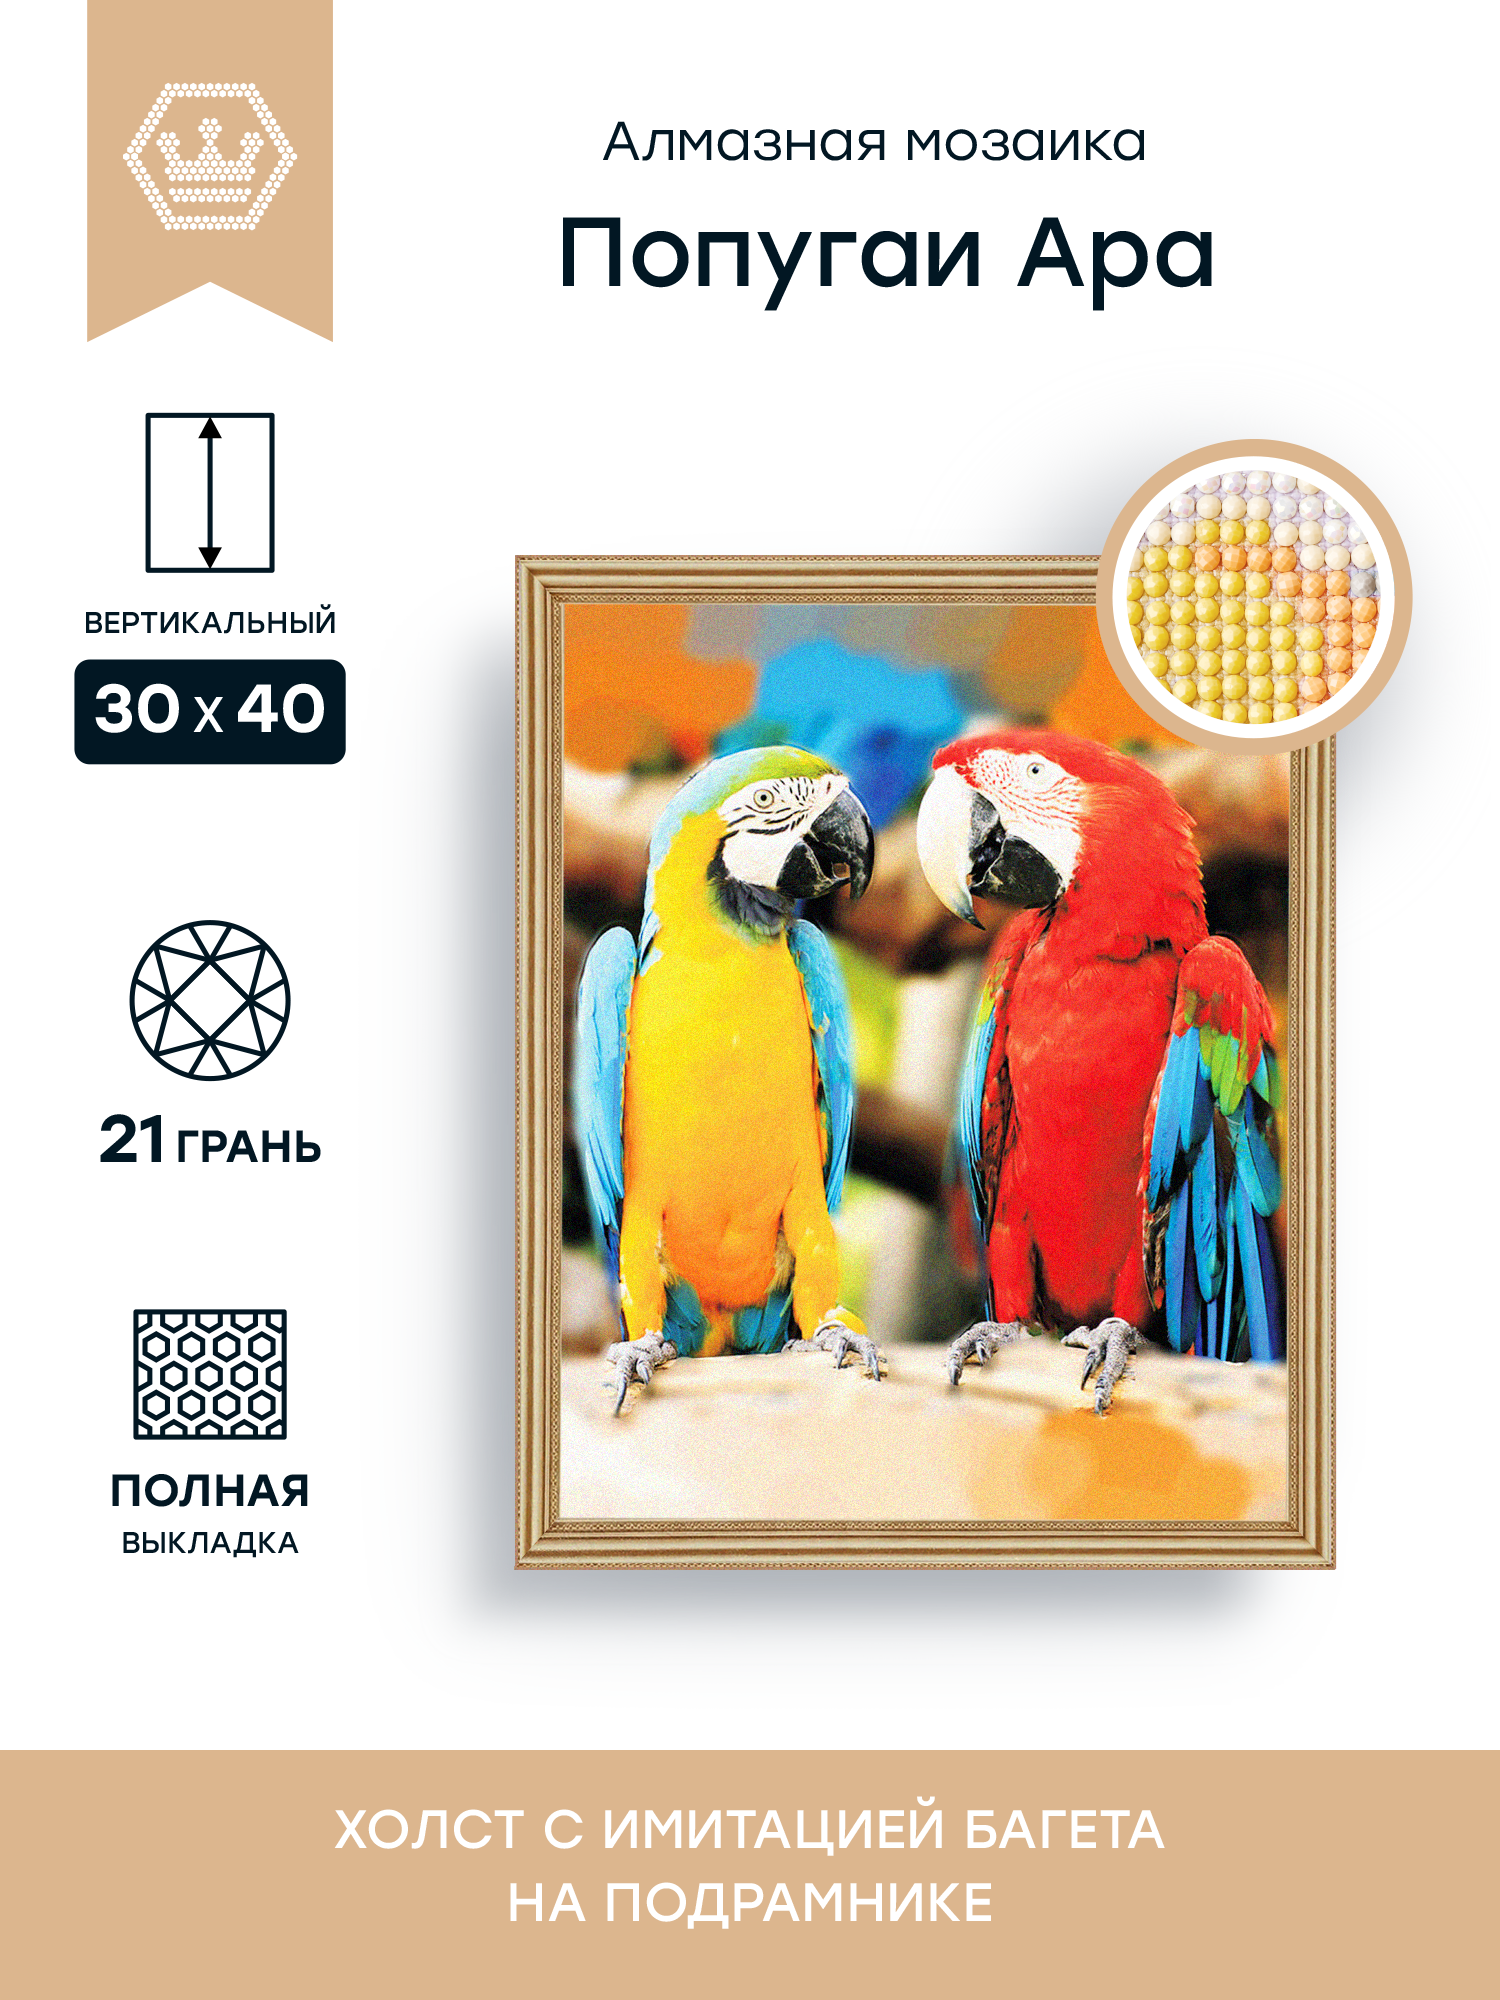 Алмазная мозаика
Попугаи Ара
ВЕРТИКАЛЬНЫЙ
30 x 40
21 ГРАНЬ
ПОЛНАЯ
ВЫКЛАДКА
ХОЛСТ С ИМИТАЦИЕЙ БАГЕТА
НА ПОДРАМНИКЕ